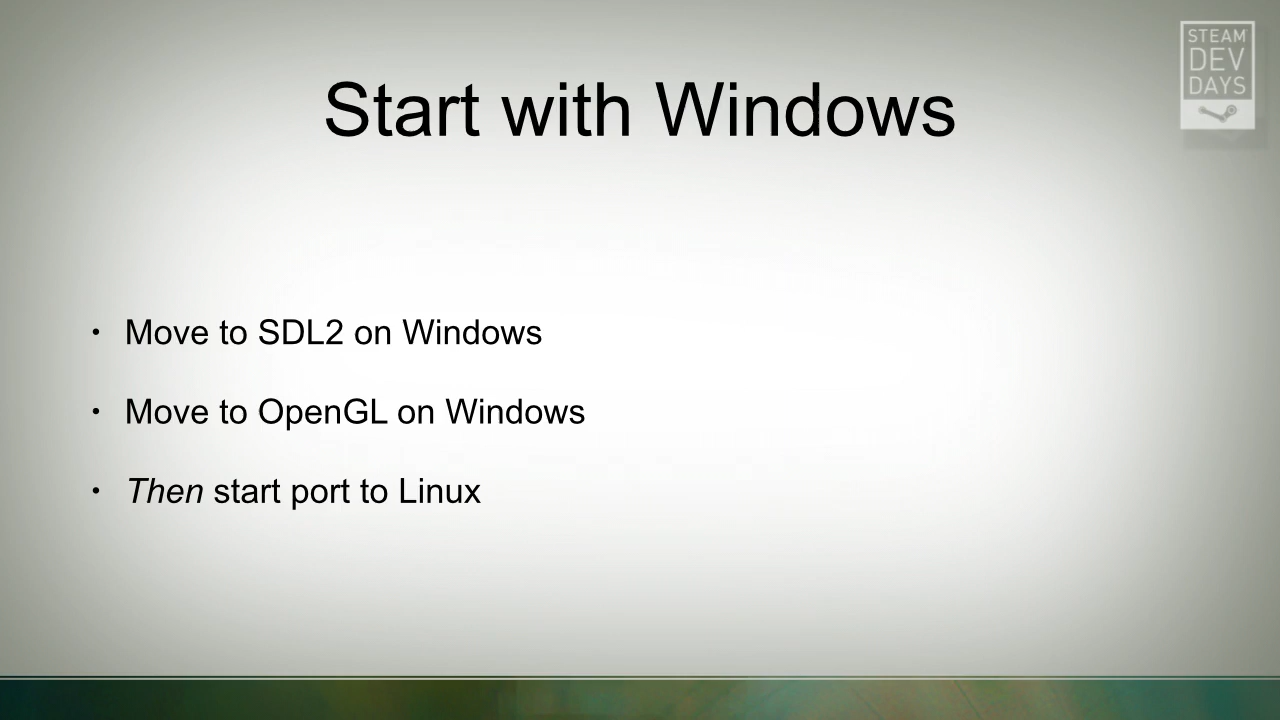 STEAM
DEV
DAYS
Start with Windows
• Move to SDL2 on Windows
• Move to OpenGL on Windows
• Then start port to Linux